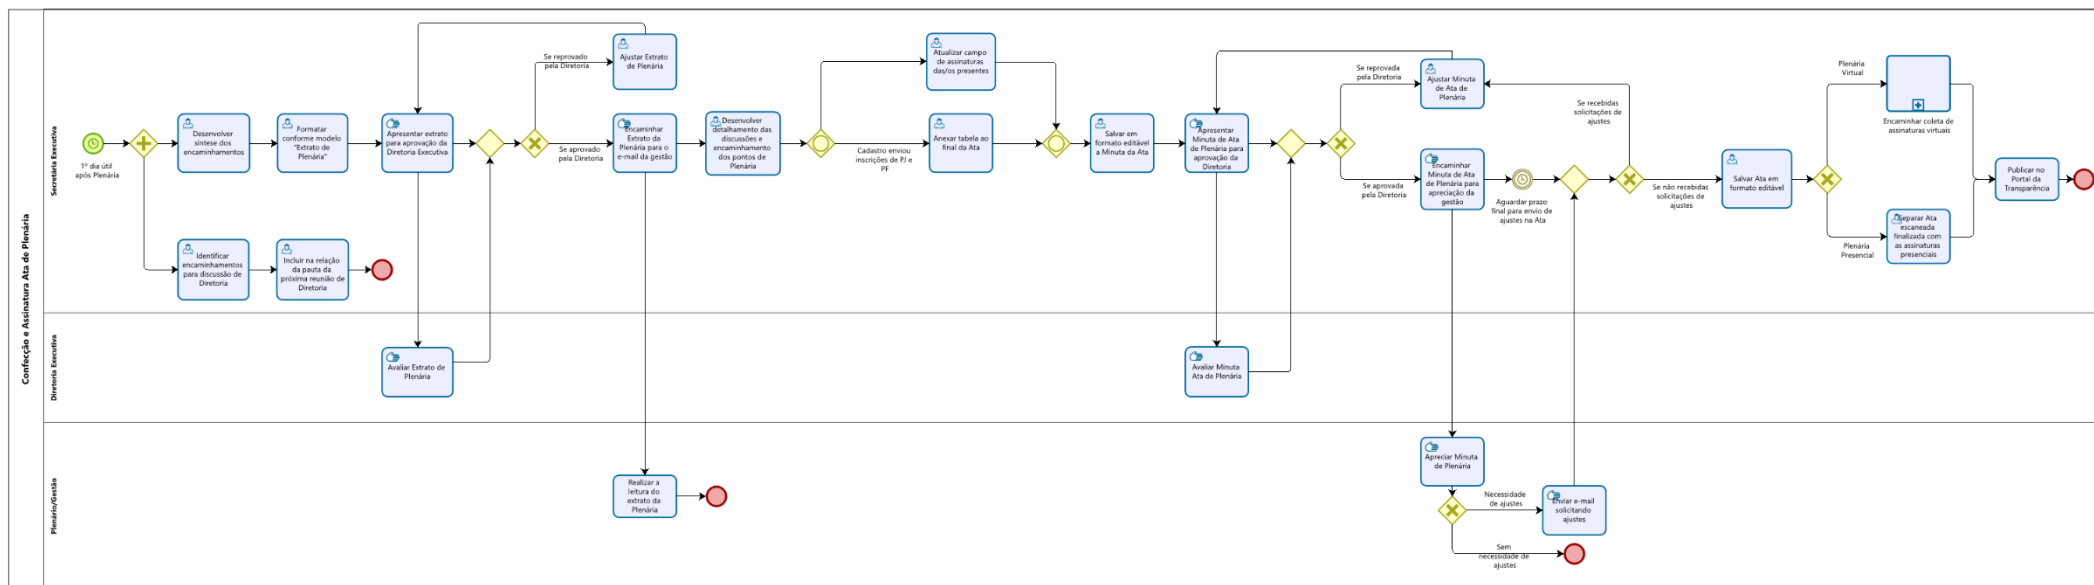 Confecção e Assinatura Ata de Plenária
Secretária Executiva
1º dia útil
após Plenária
Desenvolver
síntese dos
encaminhamentos
Formatar
conforme modelo
"Extrato de
Plenária"
Apresentar extrato
para aprovação da
Diretoria Executiva
Se reprovado
pela Diretoria
Ajustar Extrato
de Plenária
Se aprovado
pela Diretoria
Encaminhar
Extrato da
Plenária para o
e-mail da gestão
Desenvolver
detalhamento das
discussões e
encaminhamento
dos pontos de
Plenária
Atualizar campo
de assinaturas
das/os presentes
Cadastro enviou
inscrições de PJ e
PF
Anexar tabela ao
final da Ata
Salvar em
formato editável
a Minuta da Ata
Apresentar
Minuta de Ata de
Plenária para
aprovação da
Diretoria
Se reprovada
pela Diretoria
Ajustar Minuta
de Ata de
Plenária
Se aprovada
pela Diretoria
Encaminhar
Minuta de Ata
de Plenária para
apreciação da
gestão
Aguardar prazo
final para envio de
ajustes na Ata
Se recebidas
solicitações de
ajustes
Se não recebidas
solicitações de
ajustes
Salvar Ata em
formato editável
Plenária
Virtual
Encaminhar coleta de
assinaturas virtuais
Plenária
Presencial
Separar Ata
escaneada
finalizada com
as assinaturas
presenciais
Publicar no
Portal da
Transparência
Identificar
encaminhamentos
para discussão de
Diretoria
Incluir na relação
da pauta da
próxima reunião de
Diretoria
Diretoria Executiva
Avaliar Extrato de
Plenária
Avaliar Minuta
Ata de Plenária
Plenário/Gestão
Realizar a
leitura do
extrato da
Plenária
Apreciar Minuta
de Plenária
Necessidade
de ajustes
Enviar e-mail
solicitando
ajustes
Sem
necessidade de
ajustes